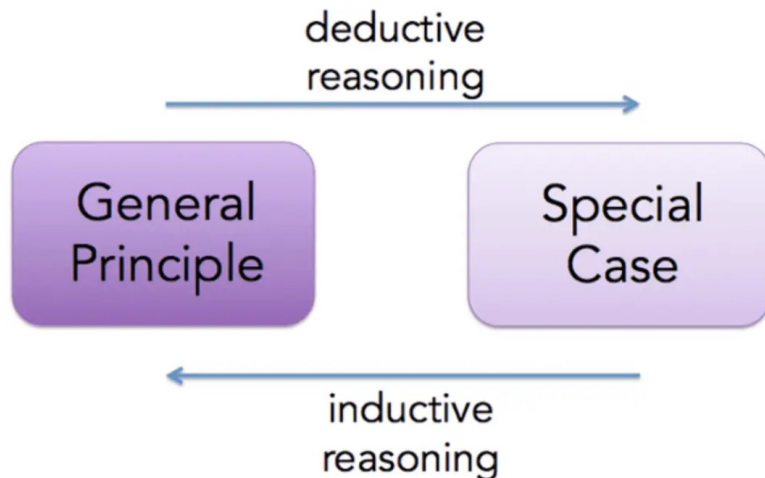 deductive
reasoning
General
Principle
Special
Case
inductive
reasoning